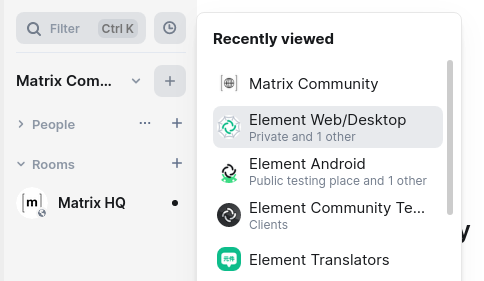 Filter
Ctrl K
Matrix Com...
People
Rooms
[m]
Matrix HQ
Recently viewed
Matrix Community
Element Web/Desktop
Private and 1 other
Element Android
Public testing place and 1 other
Element Community Te...
Clients
Element Translators
y